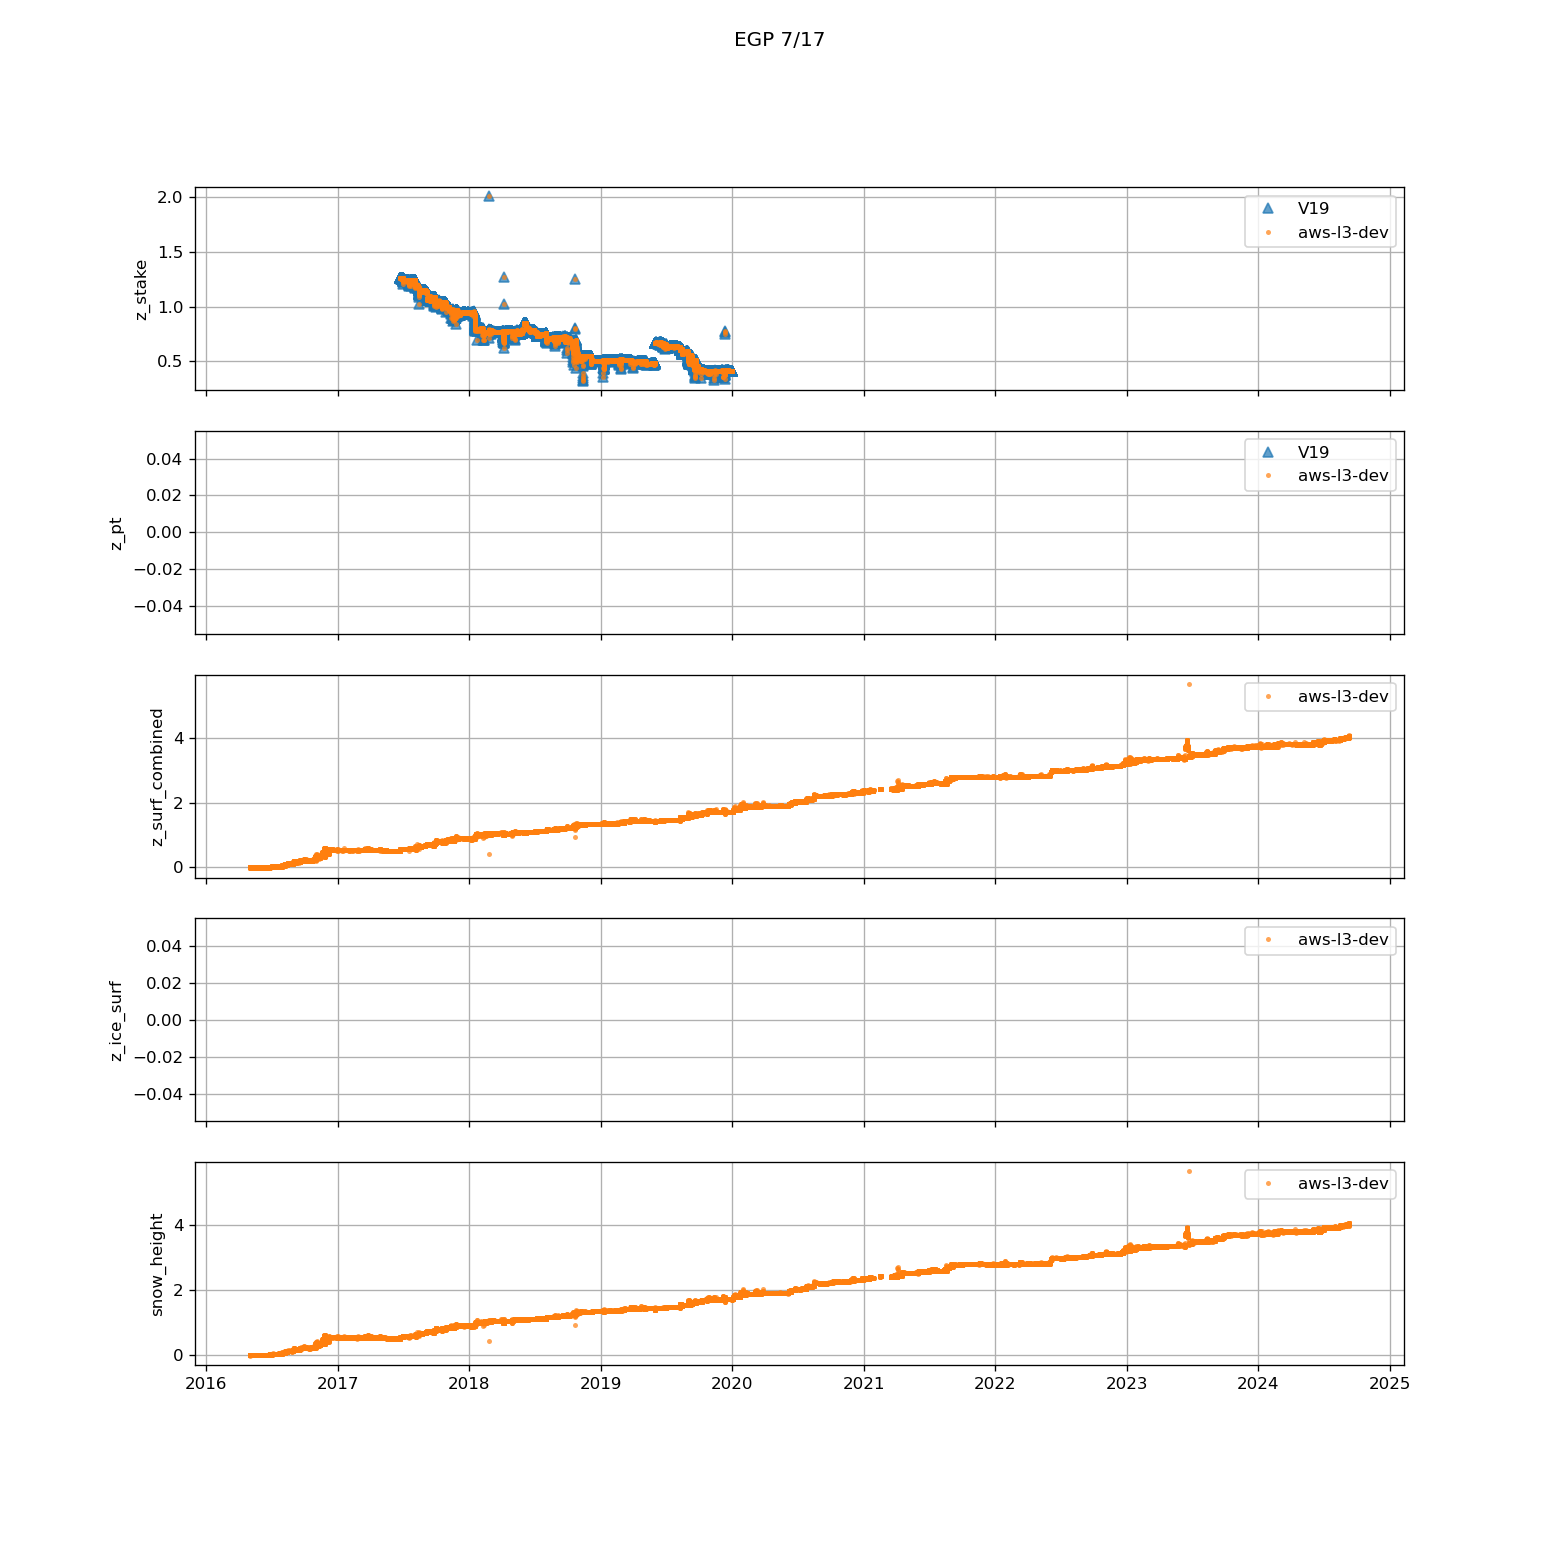 EGP 7/17
2.0
1.5
1.0
0.5
z_stake
V19
aws-l3-dev
0.04
0.02
0.00
−0.02
−0.04
z_pt
V19
aws-l3-dev
4
2
0
z_surf_combined
aws-l3-dev
0.04
0.02
0.00
−0.02
−0.04
z_ice_surf
aws-l3-dev
4
2
0
snow_height
aws-l3-dev
2016 2017 2018 2019 2020 2021 2022 2023 2024 2025